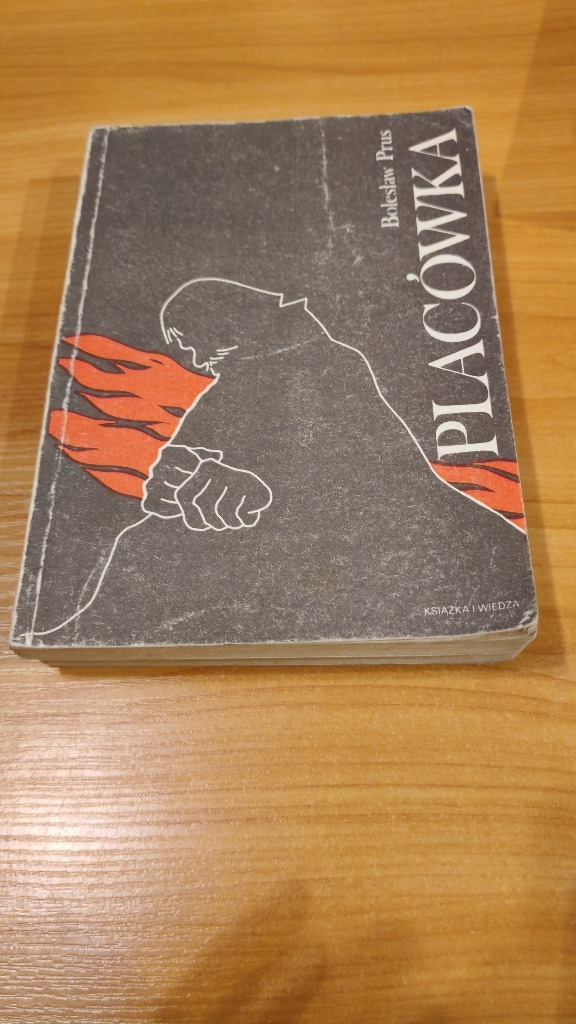 Bolesław Prus
PLACÓWKA
KSIĄŻKA I WIEDZA